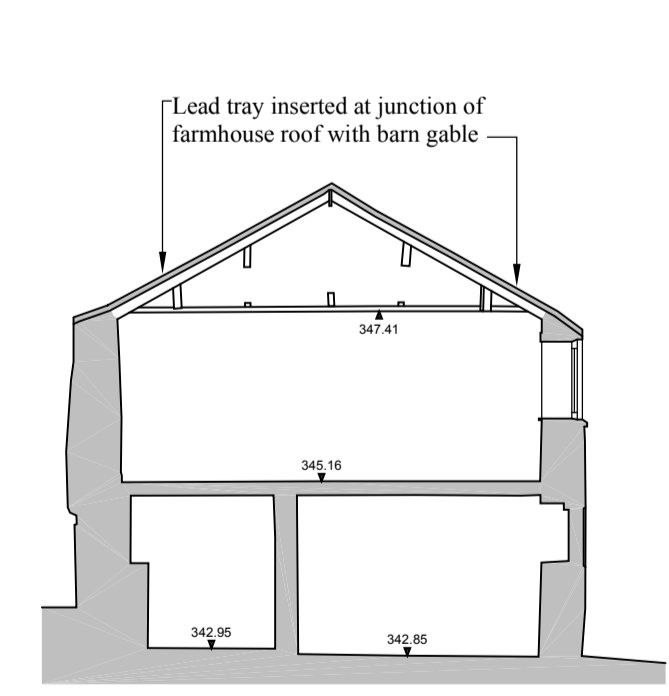 Lead tray inserted at junction of
farmhouse roof with barn gable
347.41
345.16
342.95
342.85